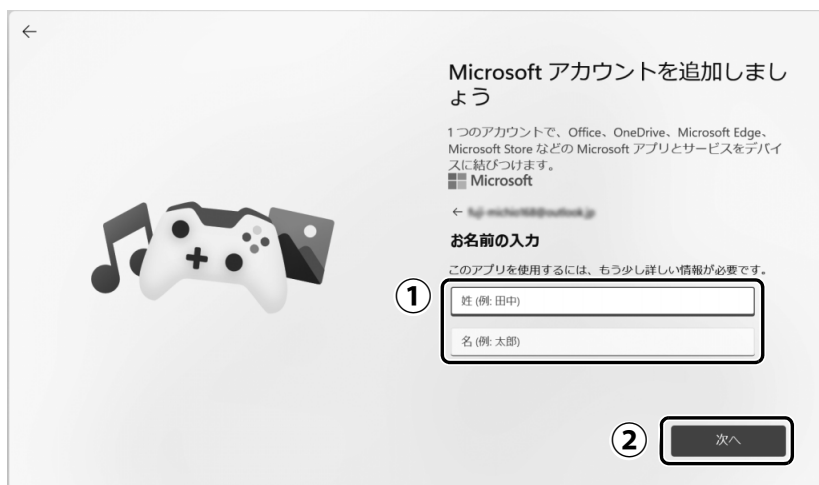 ←
Microsoft アカウントを追加しまし
ょう
1 つのアカウントで、Office、OneDrive、Microsoft Edge、
Microsoft Store などの Microsoft アプリとサービスをデバイ
スに結びつけます。
Microsoft
←
お名前の入力
このアプリを使用するには、もう少し詳しい情報が必要です。
①
姓 (例: 田中)
名 (例: 太郎)
② 次へ